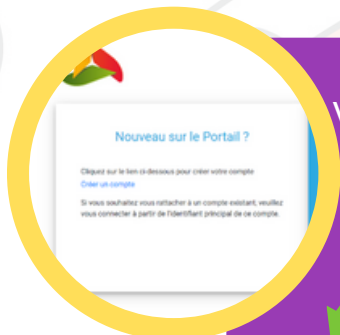 Nouveau sur le Portail ?
Cliquez sur le lien ci-dessous pour créer votre compte
Créer un compte
Si vous souhaitez vous rattacher à un compte existant, veuillez
vous connecter à partir de l'identifiant principal de ce compte.